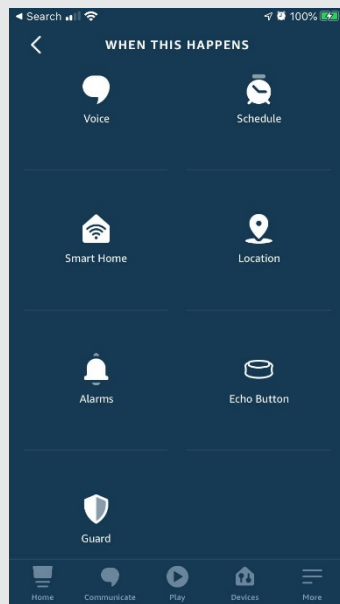 Search 100%
WHEN THIS HAPPENS
Voice Schedule
Smart Home Location
Alarms Echo Button
Guard
Home Communicate Play Devices More